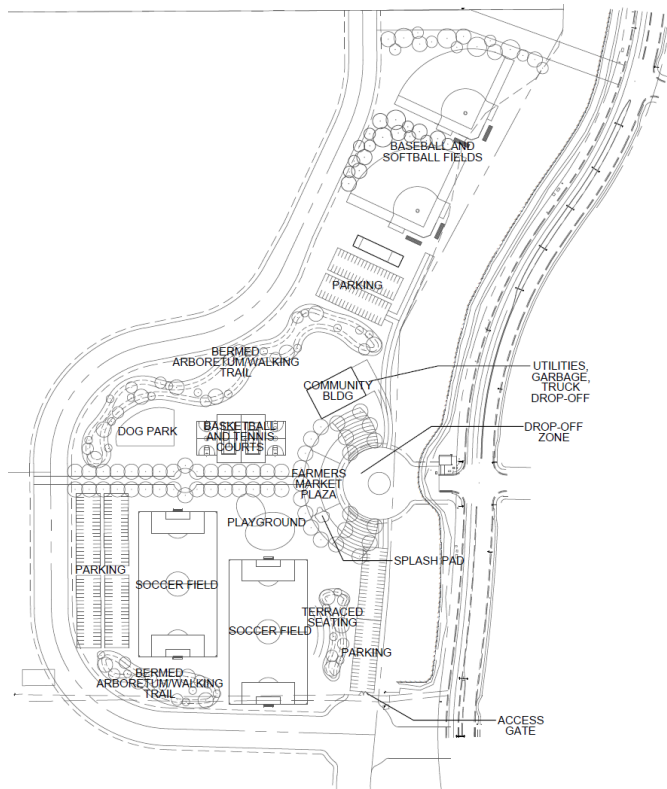 BASEBALL AND
SOFTBALL FIELDS
PARKING
BERMED
ARBORETUM/WALKING
TRAIL
COMMUNITY
BLDG
UTILITIES,
GARBAGE,
TRUCK
DROP-OFF
DOG PARK
BASKETBALL
AND TENNIS
COURTS
DROP-OFF
ZONE
FARMERS
MARKET
PLAZA
PLAYGROUND
SPLASH PAD
PARKING
SOCCER FIELD
TERRACED
SEATING
SOCCER FIELD
PARKING
BERMED
ARBORETUM/WALKING
TRAIL
ACCESS
GATE